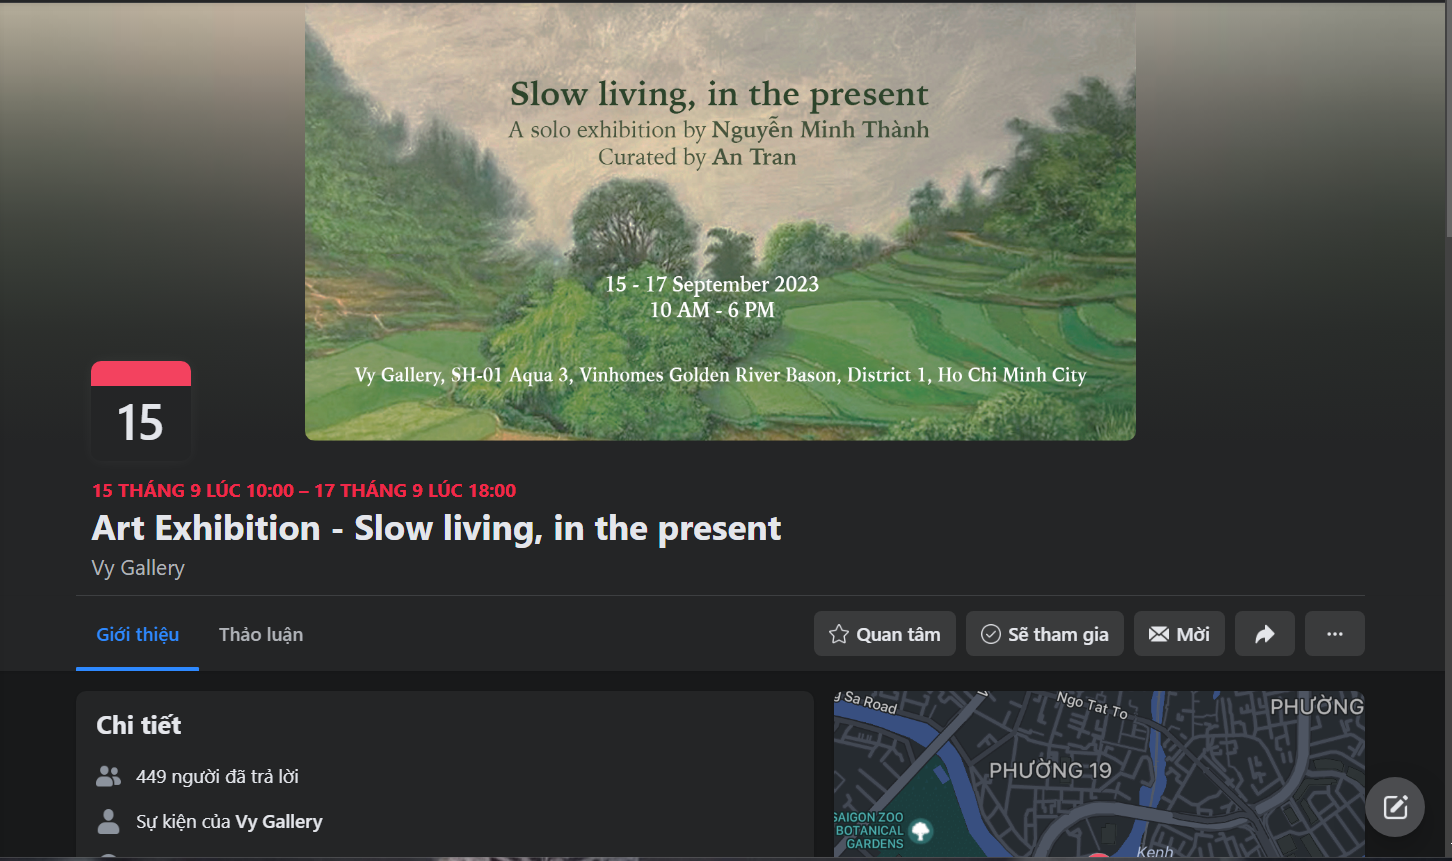 Slow living, in the present
A solo exhibition by Nguyễn Minh Thành
Curated by An Tran
15 - 17 September 2023
10 AM - 6 PM
Vy Gallery, SH-01 Aqua 3, Vinhomes Golden River Bason, District 1, Ho Chi Minh City
15
15 THÁNG 9 LÚC 10:00 – 17 THÁNG 9 LÚC 18:00
Art Exhibition - Slow living, in the present
Vy Gallery
Giới thiệu
Thảo luận
Quan tâm
Sẽ tham gia
Mời
Chi tiết
449 người đã trả lời
Sự kiện của Vy Gallery
g Sa Road
Ngo Tat To
PHƯỜNG
PHƯỜNG 19
SAIGON ZOO
BOTANICAL
GARDENS
Kenh